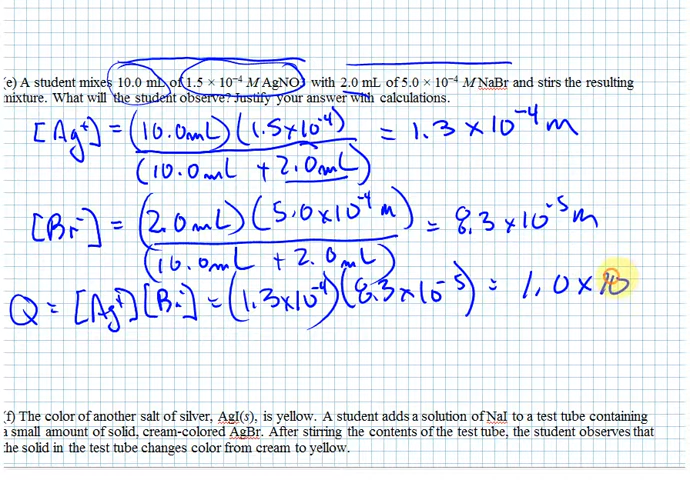 (e) A student mixes 10.0 mL of 1.5 × 10⁻⁴ M AgNO3 with 2.0 mL of 5.0 × 10⁻⁴ M NaBr and stirs the resulting
mixture. What will the student observe? Justify your answer with calculations.
[Ag⁺] = (10.0mL)(1.5×10⁻⁴) = 1.3 × 10⁻⁴ m
(10.0mL + 2.0mL)
[Br⁻] = (2.0mL)(5.0×10⁻⁴ m) = 8.3 × 10⁻⁵ m
(10.0mL + 2.0mL)
Q = [Ag⁺][Br⁻] = (1.3×10⁻⁴)(8.3×10⁻⁵) = 1.0 × 10
(f) The color of another salt of silver, AgI(s), is yellow. A student adds a solution of NaI to a test tube containing
a small amount of solid, cream-colored AgBr. After stirring the contents of the test tube, the student observes that
the solid in the test tube changes color from cream to yellow.